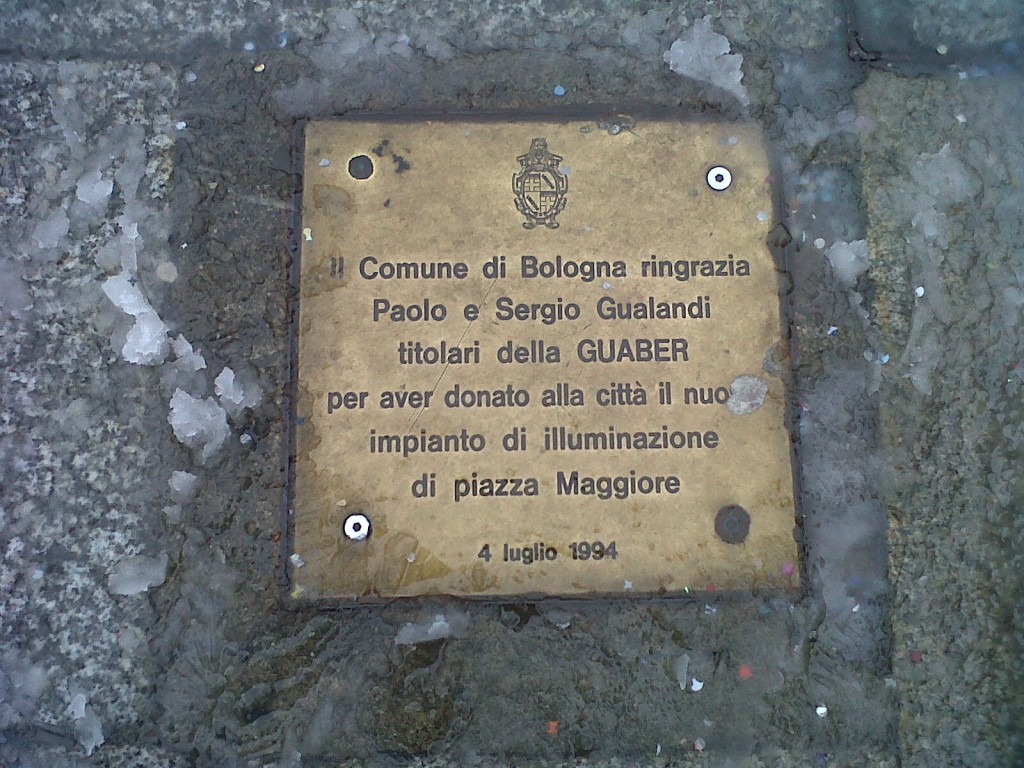 Il Comune di Bologna ringrazia
Paolo e Sergio Gualandi
titolari della GUABER
per aver donato alla città il nuo
impianto di illuminazione
di piazza Maggiore
4 luglio 1994